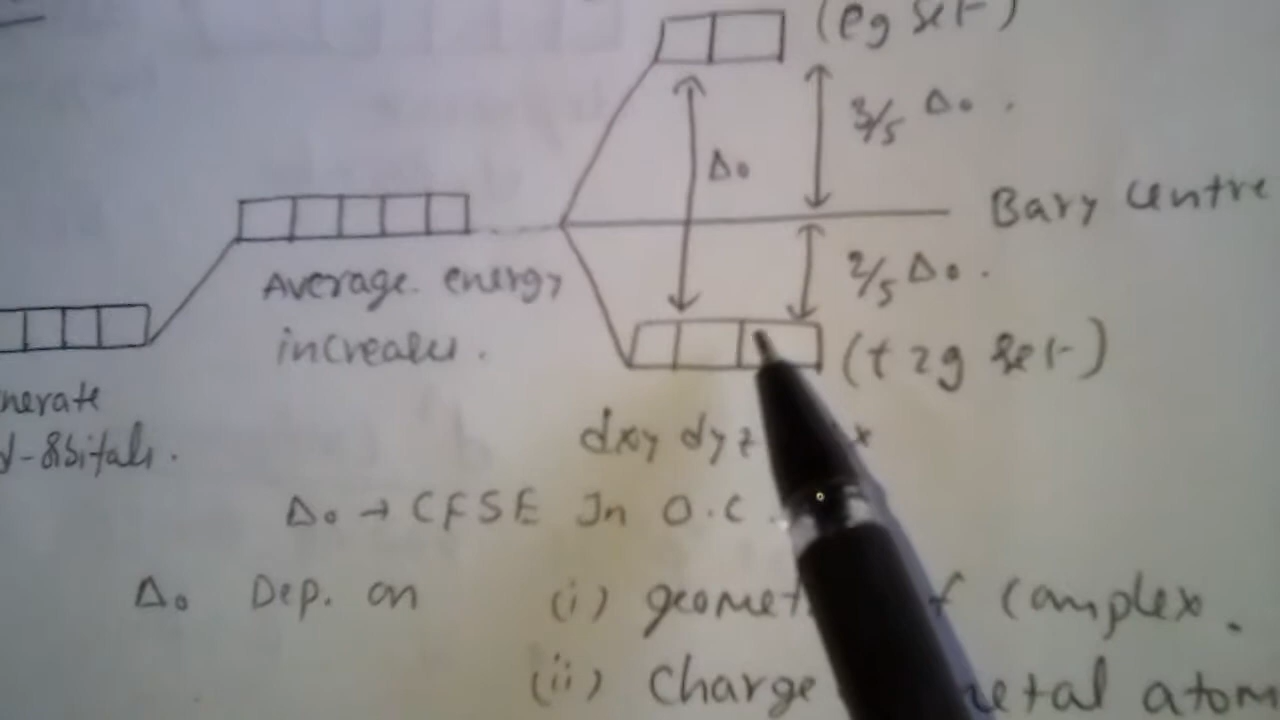 (eg set)
3/5 Δo .
Δo
Bary centre
2/5 Δo .
Average energy
increases .
(t2g set)
nerate
d-orbitals .
dxy dyz x
Δo → CFSE In O.C .
Δo Dep. on (i) geomet f complex .
(ii) Charge etal atom